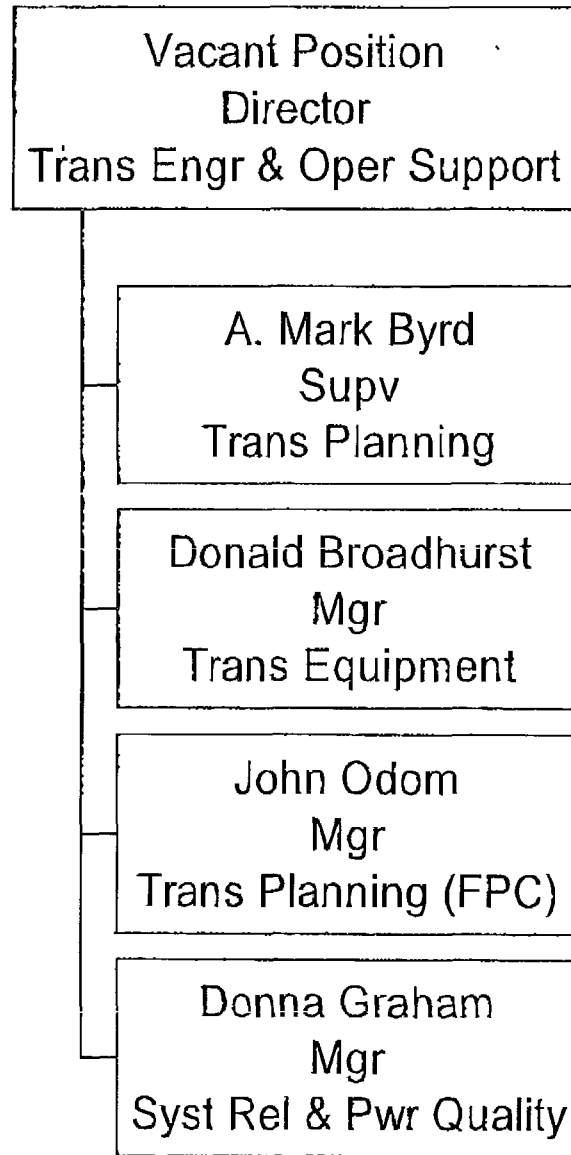 Vacant Position
Director
Trans Engr & Oper Support
A. Mark Byrd
Supv
Trans Planning
Donald Broadhurst
Mgr
Trans Equipment
John Odom
Mgr
Trans Planning (FPC)
Donna Graham
Mgr
Syst Rel & Pwr Quality